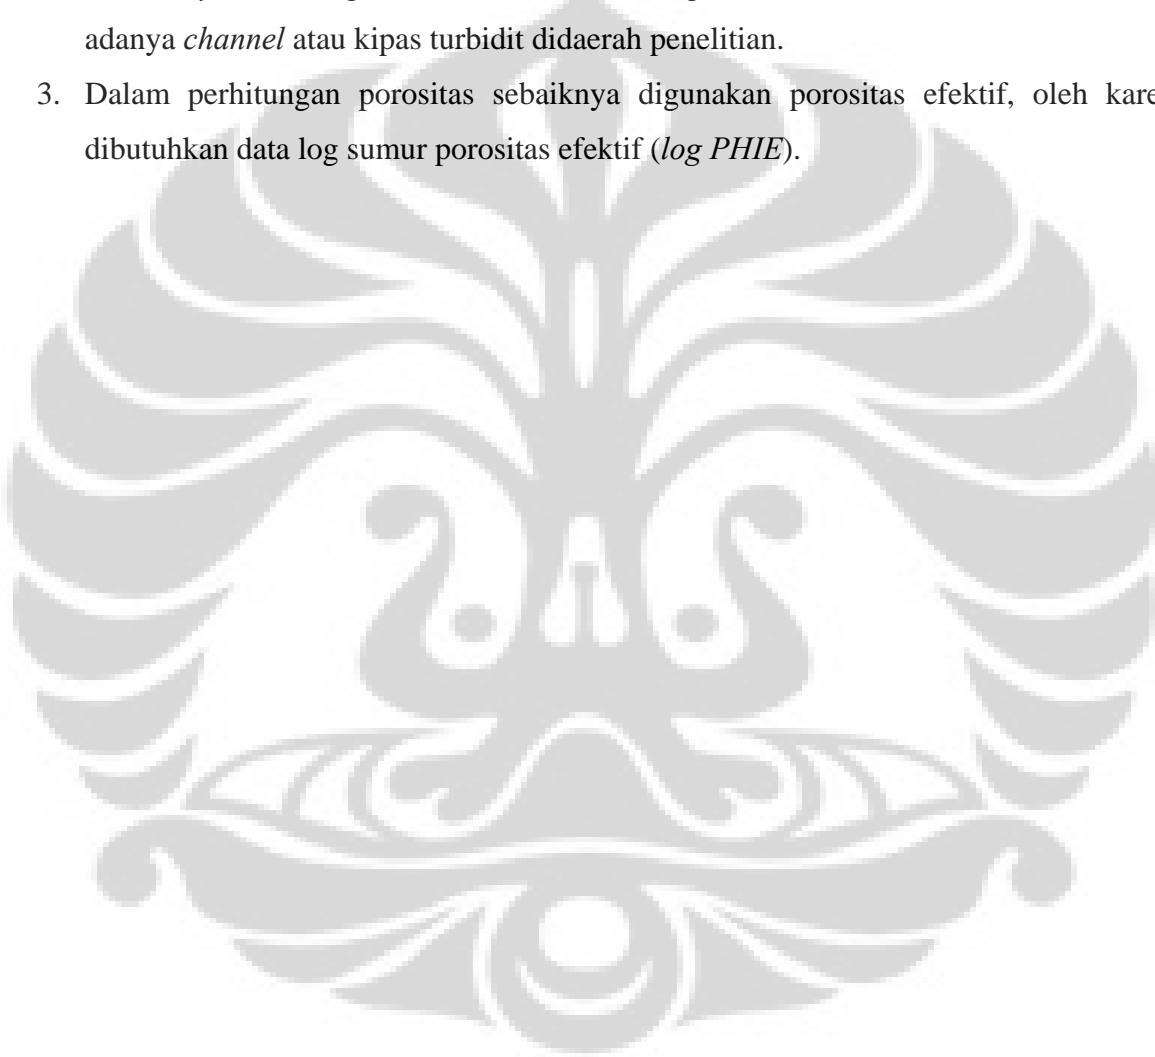 adanya channel atau kipas turbidit didaerah penelitian.
3. Dalam perhitungan porositas sebaiknya digunakan porositas efektif, oleh
dibutuhkan data log sumur porositas efektif (log PHIE).